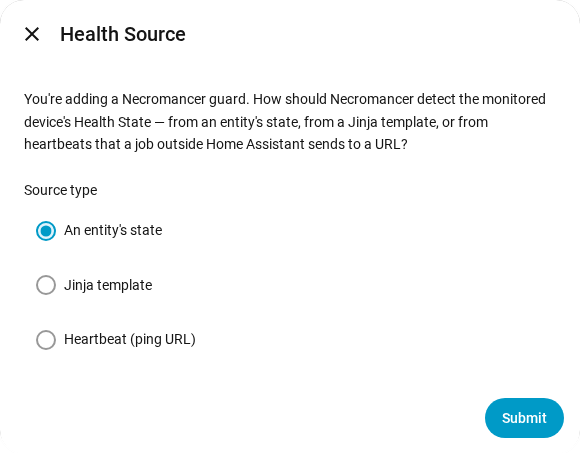 Health Source
You're adding a Necromancer guard. How should Necromancer detect the monitored
device's Health State — from an entity's state, from a Jinja template, or from
heartbeats that a job outside Home Assistant sends to a URL?
Source type
An entity's state
Jinja template
Heartbeat (ping URL)
Submit